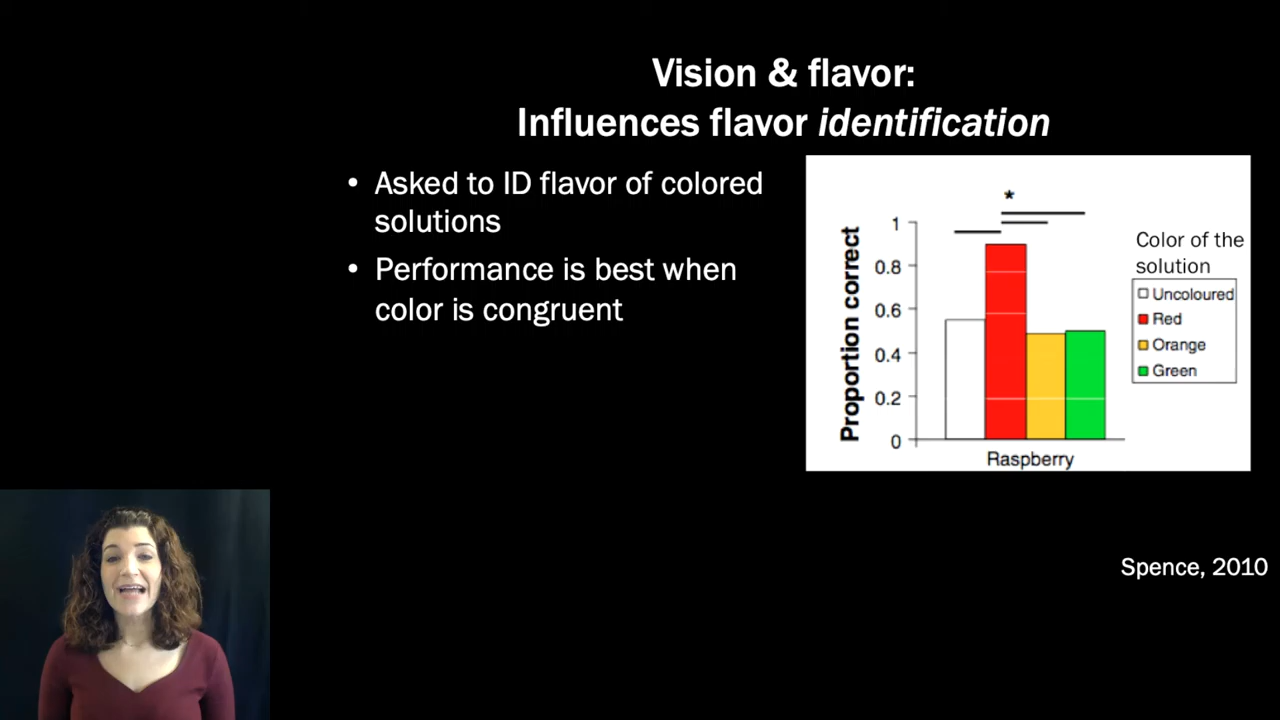 Vision & flavor:
Influences flavor identification
• Asked to ID flavor of colored
solutions
• Performance is best when
color is congruent
*
Proportion correct
1
0.8
0.6
0.4
0.2
0
Raspberry
Color of the
solution
Uncoloured
Red
Orange
Green
Spence, 2010